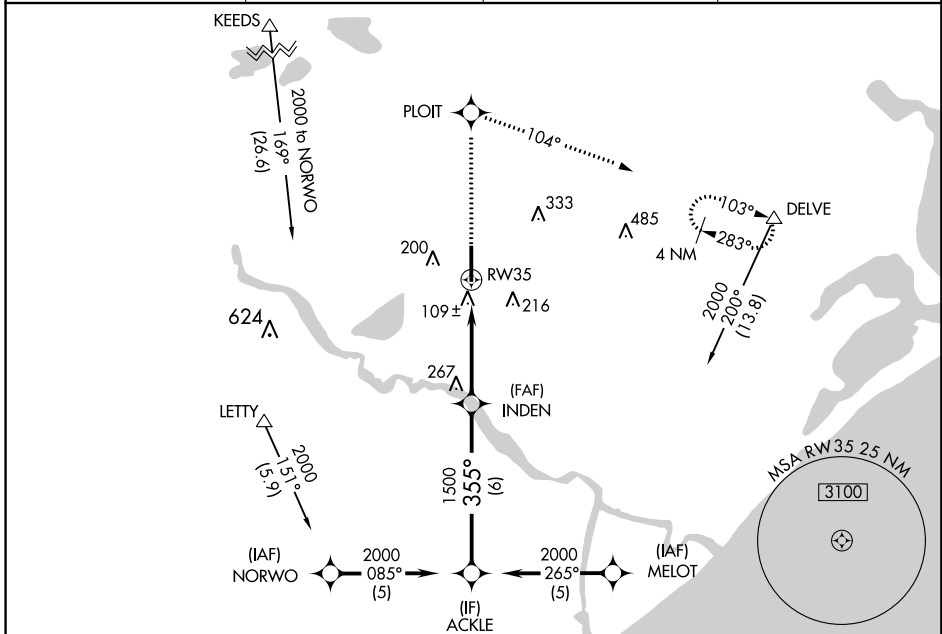 KEEDS
2000 to NORWO
169°
(26.6)
PLOIT
104°
333
485
103°
283°
4 NM
DELVE
2000
200°
(13.8)
200
RW35
109±
216
624
267
(FAF)
INDEN
LETTY
2000
151°
(5.9)
1500
355°
(6)
MSA RW35 25 NM
3100
(IAF)
NORWO
2000
085°
(5)
(IF)
ACKLE
2000
265°
(5)
(IAF)
MELOT